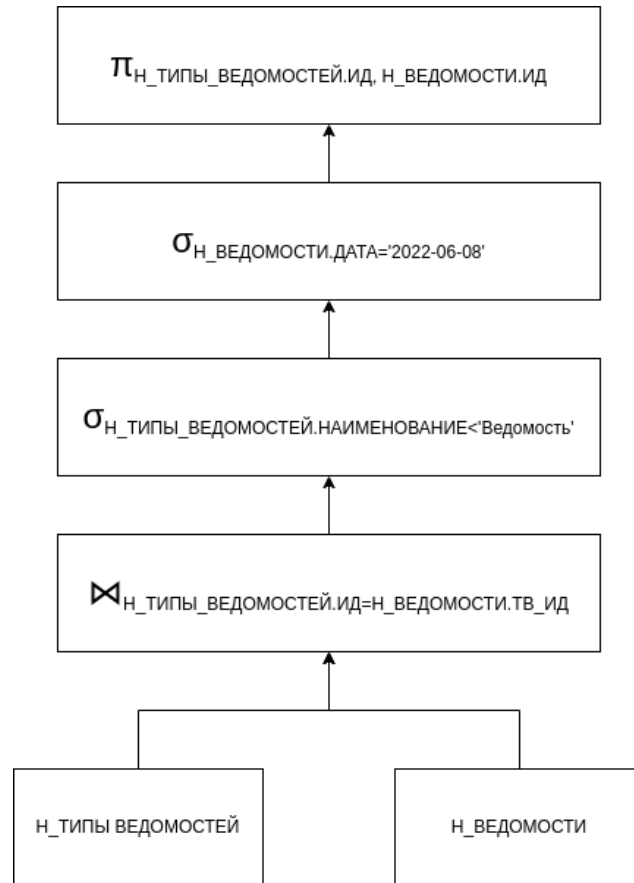 πН_ТИПЫ_ВЕДОМОСТЕЙ.ИД, Н_ВЕДОМОСТИ.ИД
σН_ВЕДОМОСТИ.ДАТА='2022-06-08'
σН_ТИПЫ_ВЕДОМОСТЕЙ.НАИМЕНОВАНИЕ<'Ведомость'
⋈Н_ТИПЫ_ВЕДОМОСТЕЙ.ИД=Н_ВЕДОМОСТИ.ТВ_ИД
Н_ТИПЫ ВЕДОМОСТЕЙ
Н_ВЕДОМОСТИ